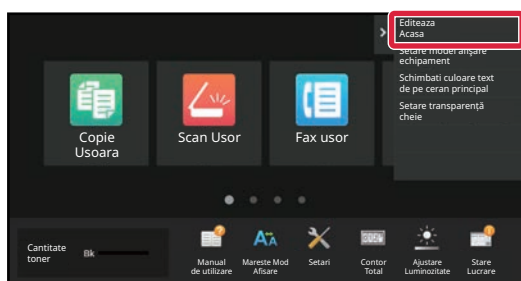 Editeaza
Acasa
Setare model afișare
echipament
Schimbati culoare text
de pe ceran principal
Setare transparență
cheie
Copie
Usoara
Scan Usor
Fax usor
Cantitate
toner
Bk
Manual
de utilizare
Mareste Mod
Afisare
Setari
Contor
Total
Ajustare
Luminozitate
Stare
Lucrare